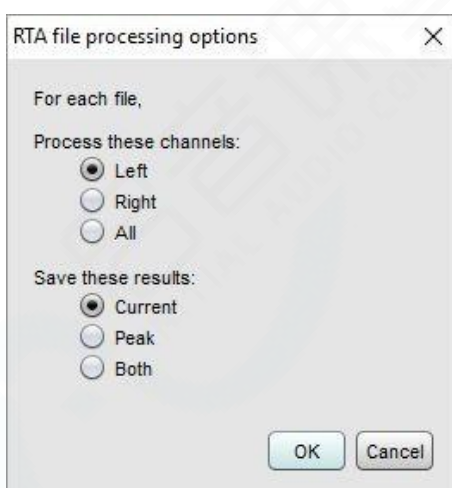 RTA file processing options
For each file,
Process these channels:
Left
Right
All
Save these results:
Current
Peak
Both
OK
Cancel